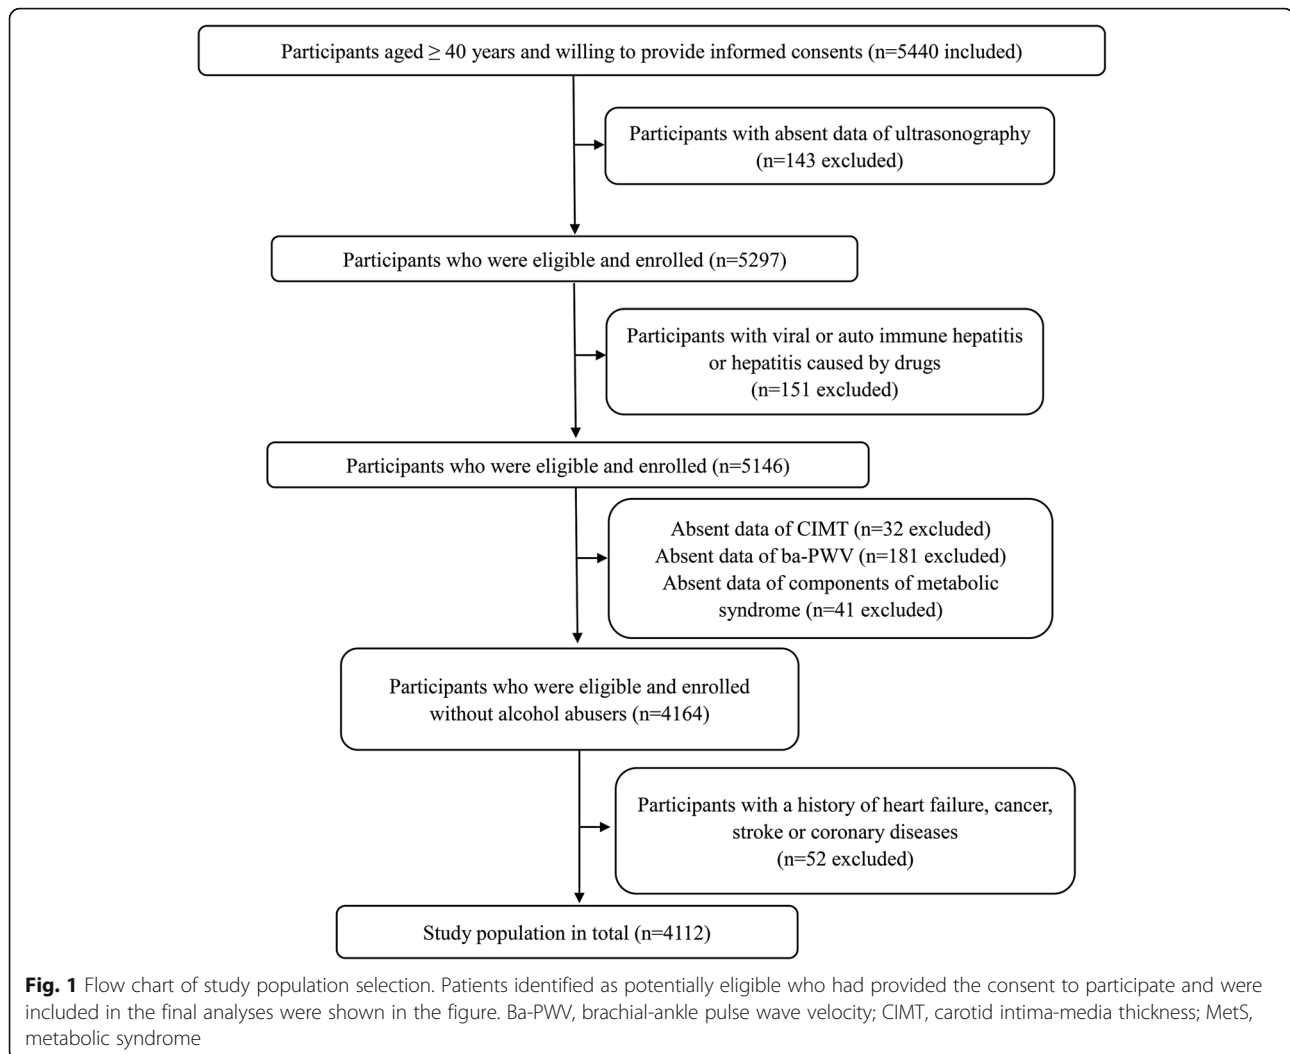 Participants aged ≥ 40 years and willing to provide informed consents (n=5440 included)
Participants with absent data of ultrasonography
(n=143 excluded)
Participants who were eligible and enrolled (n=5297)
Participants with viral or auto immune hepatitis
or hepatitis caused by drugs
(n=151 excluded)
Participants who were eligible and enrolled (n=5146)
Absent data of CIMT (n=32 excluded)
Absent data of ba-PWV (n=181 excluded)
Absent data of components of metabolic
syndrome (n=41 excluded)
Participants who were eligible and enrolled
without alcohol abusers (n=4164)
Participants with a history of heart failure, cancer,
stroke or coronary diseases
(n=52 excluded)
Study population in total (n=4112)
Fig. 1 Flow chart of study population selection. Patients identified as potentially eligible who had provided the consent to participate and were
included in the final analyses were shown in the figure. Ba-PWV, brachial-ankle pulse wave velocity; CIMT, carotid intima-media thickness; MetS,
metabolic syndrome